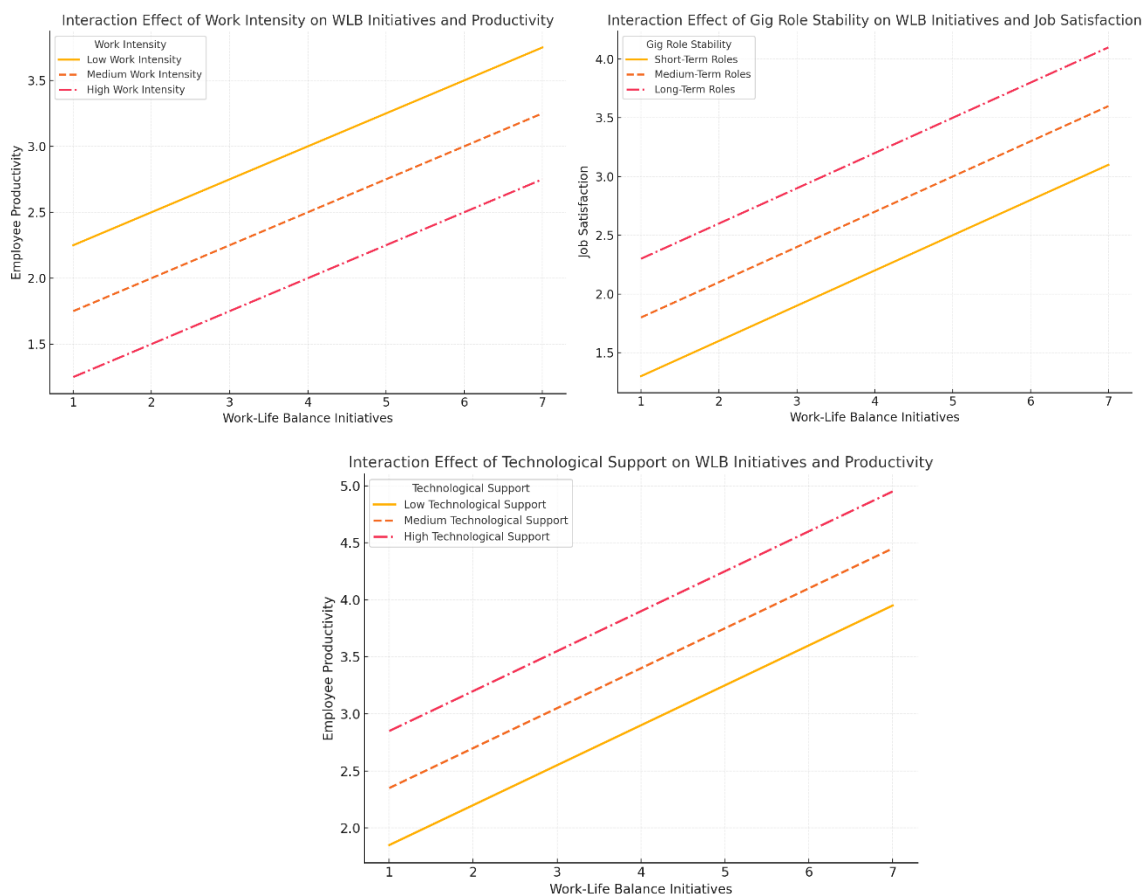 Interaction Effect of Work Intensity on WLB Initiatives and Productivity
Work Intensity
Low Work Intensity
Medium Work Intensity
High Work Intensity
3.5
3.0
2.5
2.0
1.5
Employee Productivity
1 2 3 4 5 6 7
Work-Life Balance Initiatives
Interaction Effect of Gig Role Stability on WLB Initiatives and Job Satisfaction
Gig Role Stability
Short-Term Roles
Medium-Term Roles
Long-Term Roles
4.0
3.5
3.0
2.5
2.0
1.5
Job Satisfaction
1 2 3 4 5 6 7
Work-Life Balance Initiatives
Interaction Effect of Technological Support on WLB Initiatives and Productivity
Technological Support
Low Technological Support
Medium Technological Support
High Technological Support
5.0
4.5
4.0
3.5
3.0
2.5
2.0
Employee Productivity
1 2 3 4 5 6 7
Work-Life Balance Initiatives